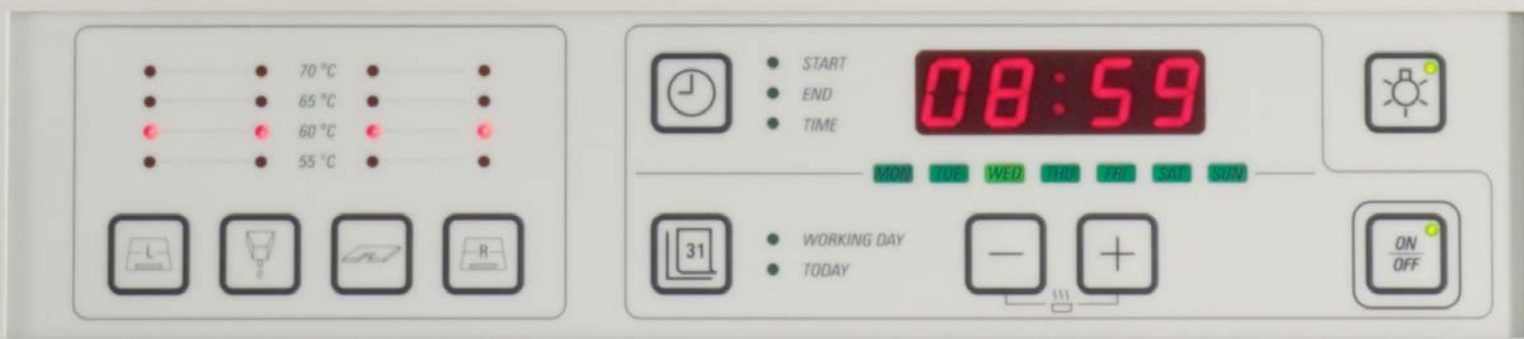 70 °C
65 °C
60 °C
55 °C
L
R
START
END
TIME
08:59
MON TUE WED THU FRI SAT SUN
31
WORKING DAY
TODAY
− +
ON
OFF